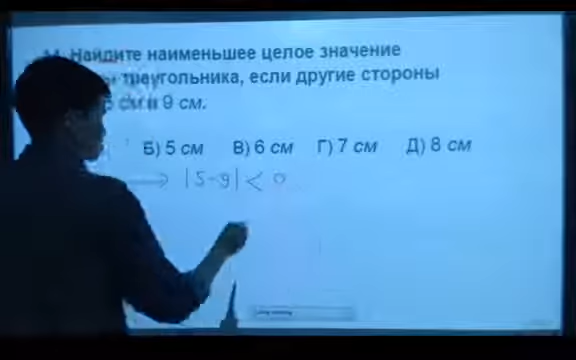 Найдите наименьшее целое значение
треугольника, если другие стороны
см и 9 см.
Б) 5 см В) 6 см Г) 7 см Д) 8 см
→ |5-9| <